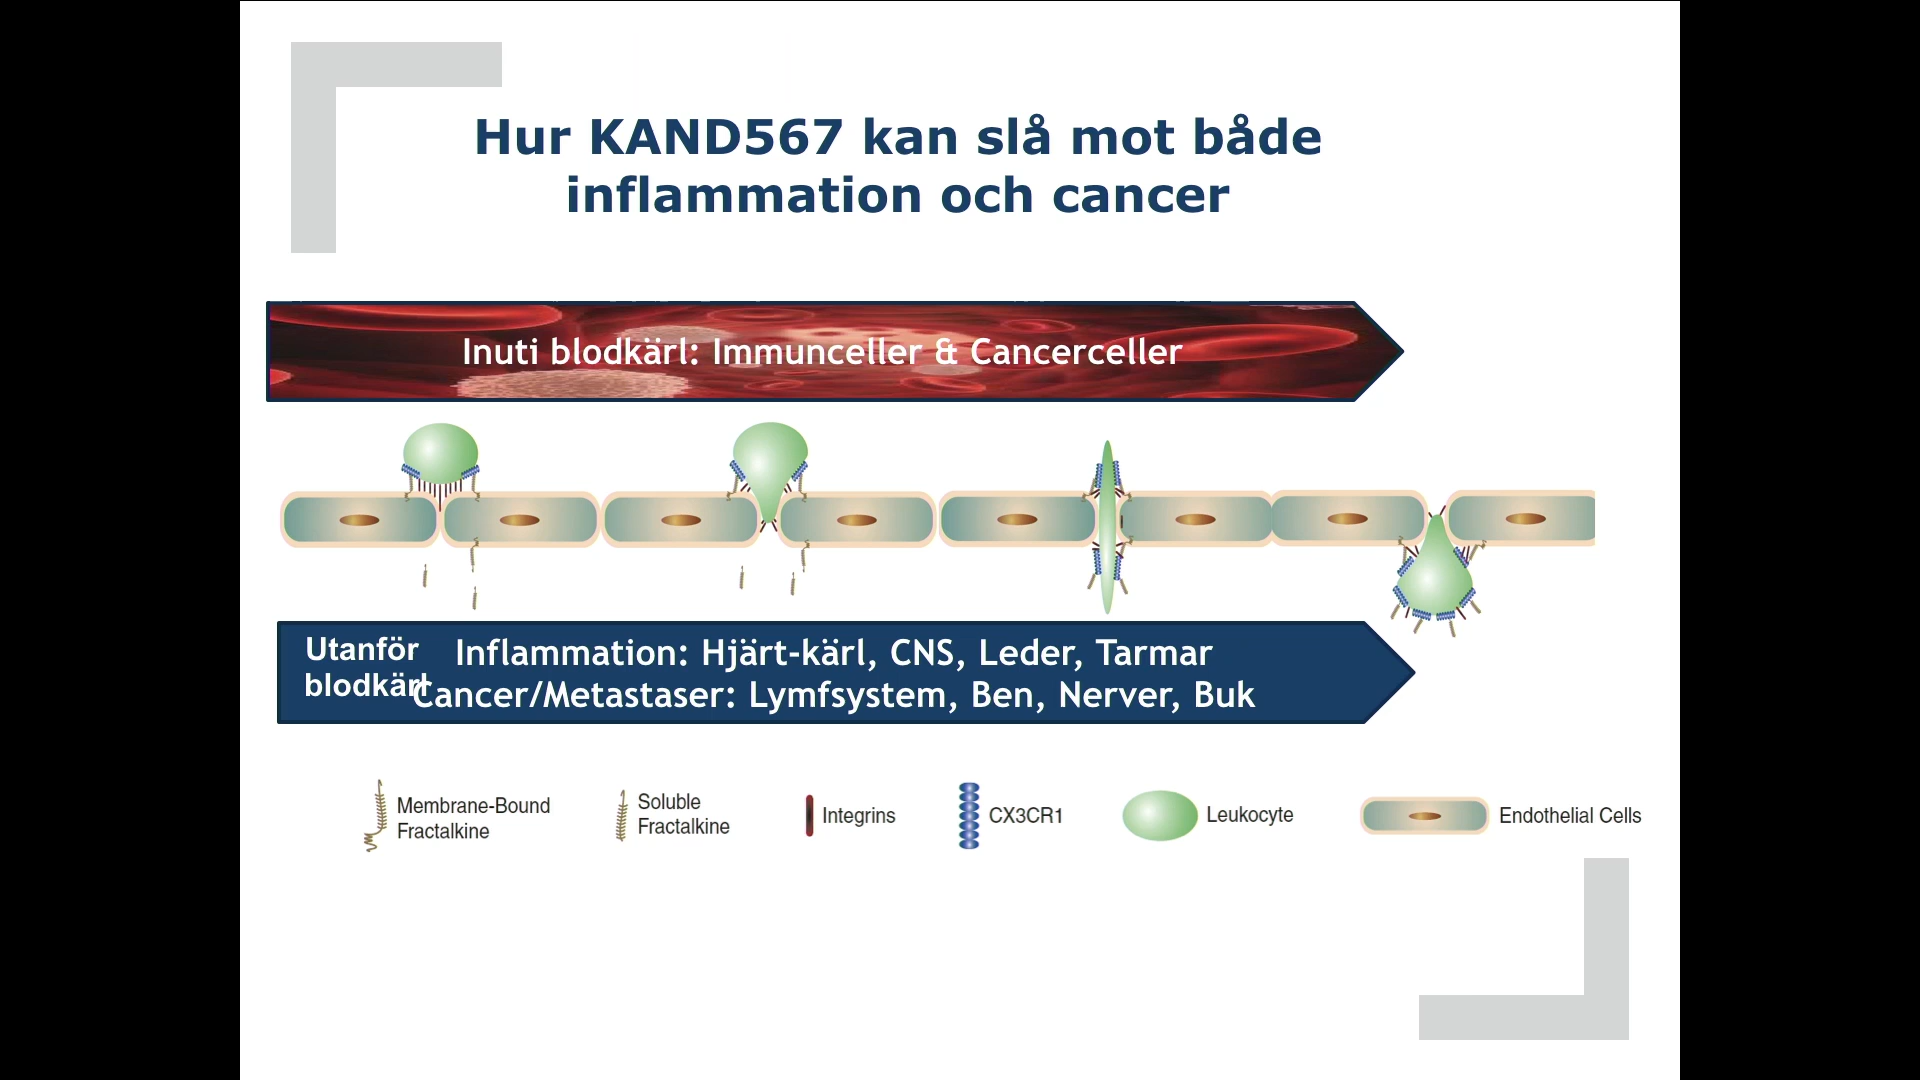 Hur KAND567 kan slå mot både
inflammation och cancer
Inuti blodkärl: Immunceller & Cancerceller
Utanför
blodkärl
Inflammation: Hjärt-kärl, CNS, Leder, Tarmar
Cancer/Metastaser: Lymfsystem, Ben, Nerver, Buk
Membrane-Bound
Fractalkine
Soluble
Fractalkine
Integrins
CX3CR1
Leukocyte
Endothelial Cells